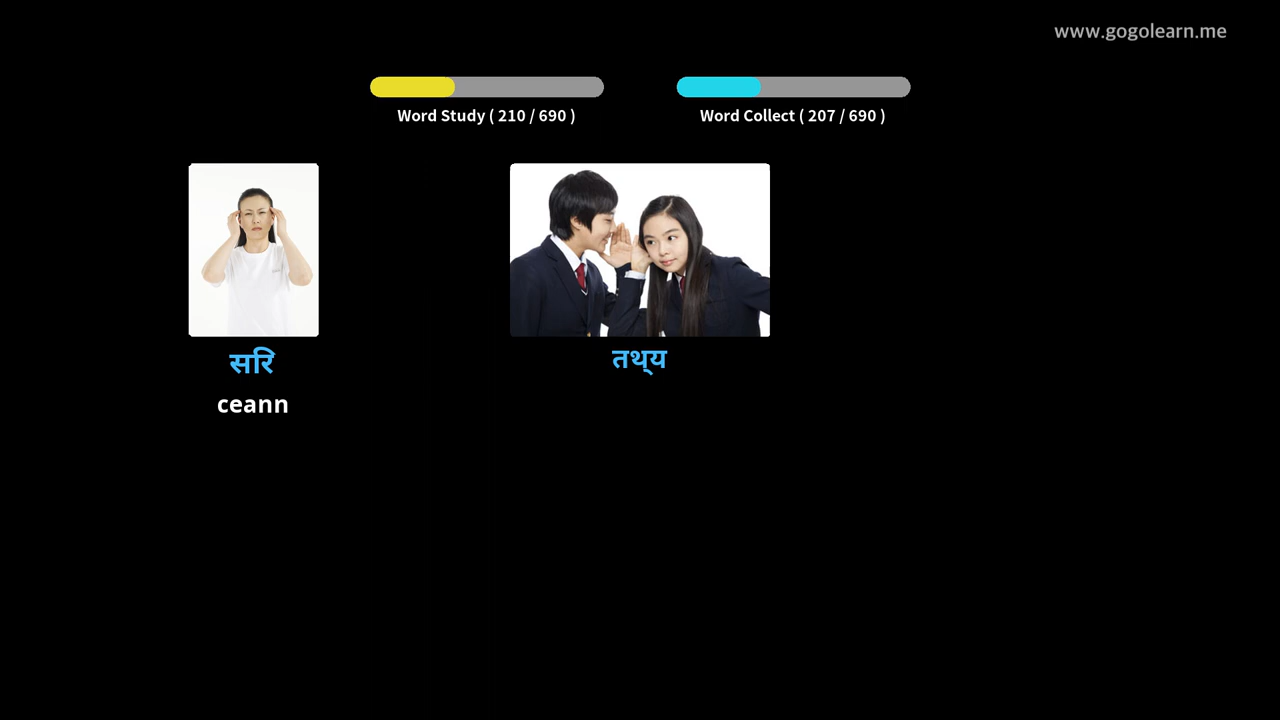 www.gogolearn.me
Word Study ( 210 / 690 )
Word Collect ( 207 / 690 )
सरि
ceann
तथ्य